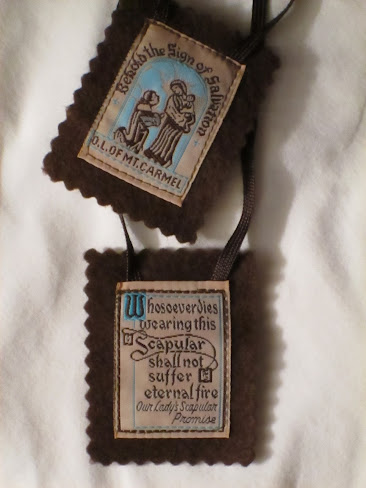 Behold the Sign of Salvation
O.L.OF MT. CARMEL
Whosoever dies
wearing this
Scapular
shall not
suffer
eternal fire
Our Lady's Scapular
Promise